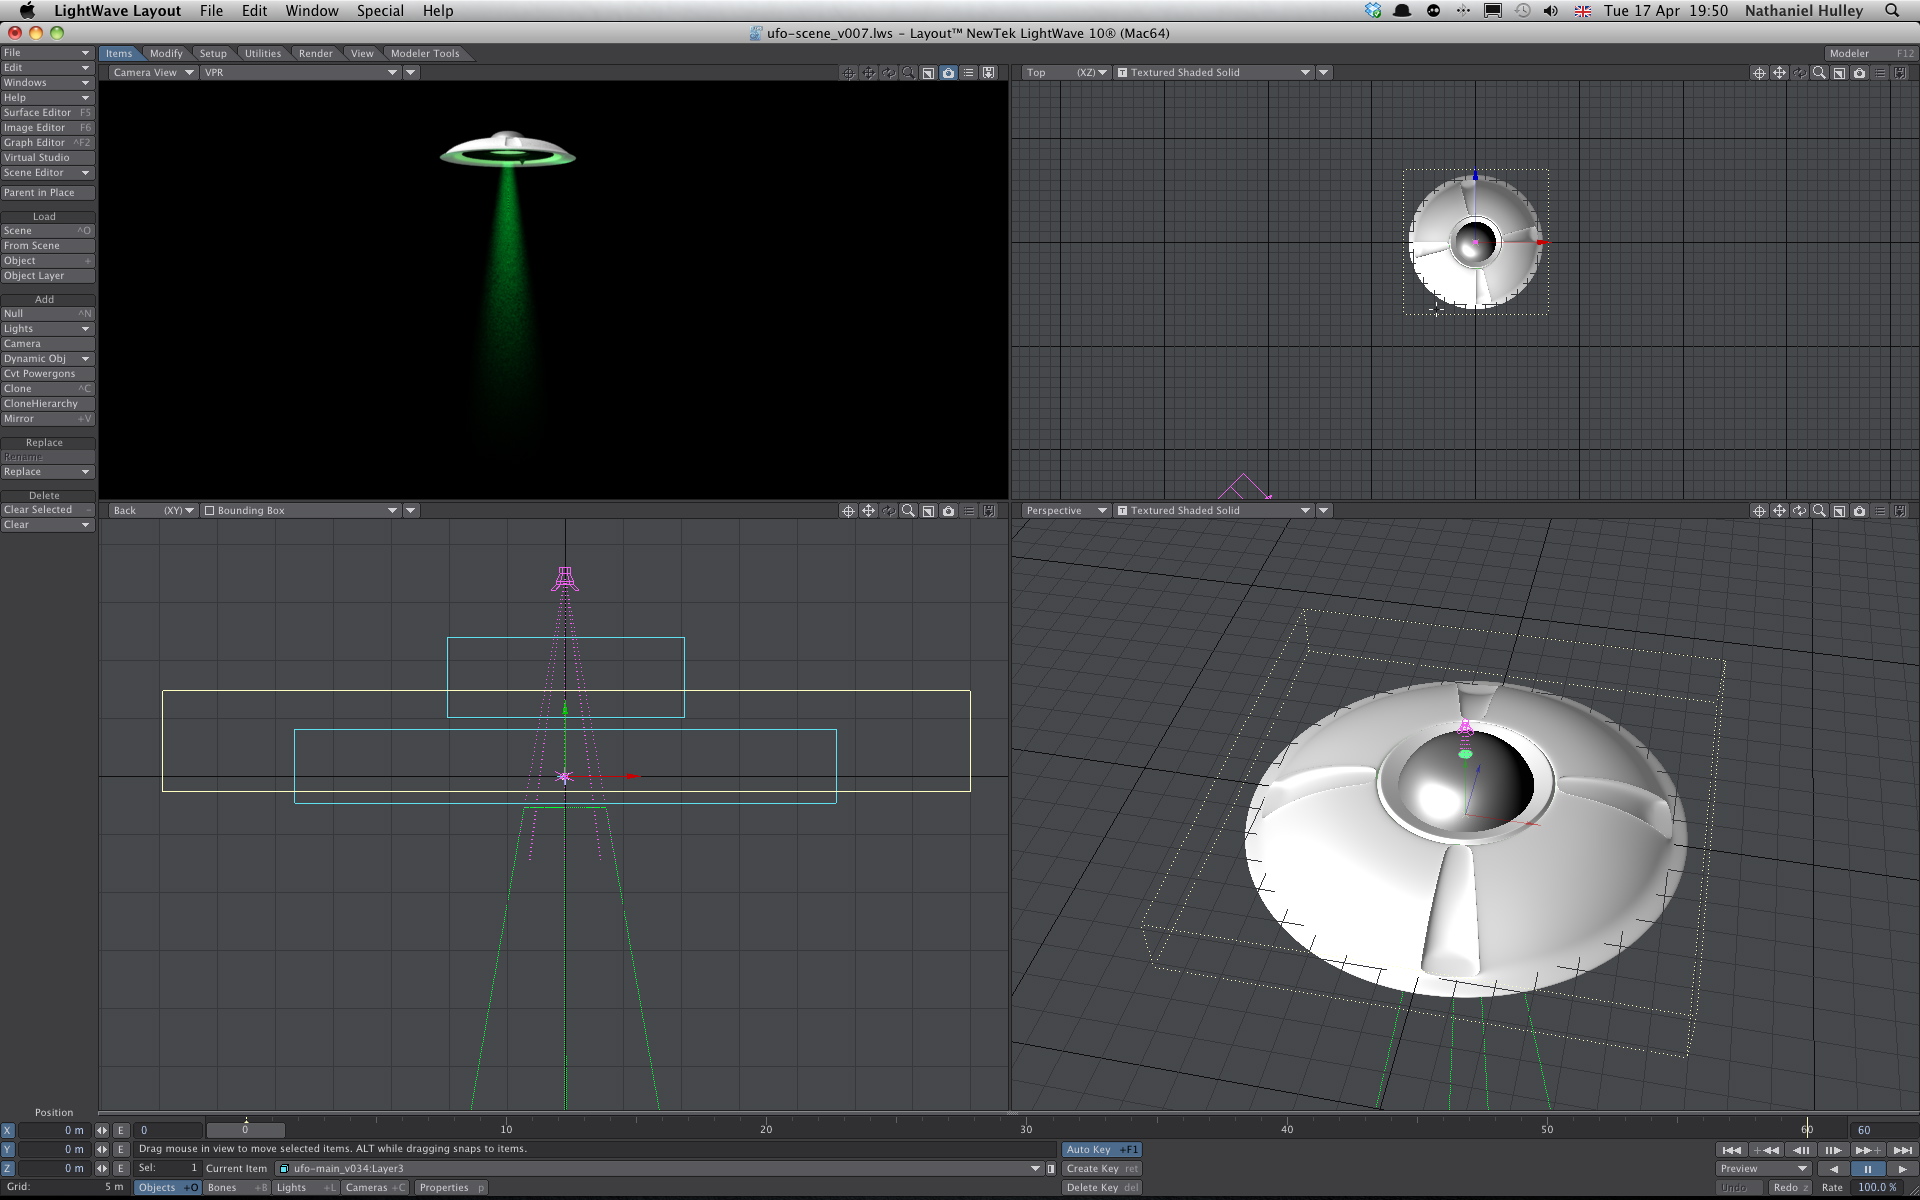 LightWave Layout File Edit Window Special Help Tue 17 Apr 19:50 Nathaniel Hulley
ufo-scene_v007.lws – Layout™ NewTek LightWave 10® (Mac64)
File Items Modify Setup Utilities Render View Modeler Tools Modeler F12
Edit
Camera View VPR Top (XZ) Textured Shaded Solid
Windows
Help
Surface Editor F5
Image Editor F6
Graph Editor ^F2
Virtual Studio
Scene Editor
Parent in Place
Load
Scene ^O
From Scene
Object +
Object Layer
Add
Null ^N
Lights
Camera
Dynamic Obj
Cvt Powergons
Clone ^C
CloneHierarchy
Mirror +V
Replace
Rename
Replace
Delete
Clear Selected -
Clear
Back (XY) Bounding Box Perspective Textured Shaded Solid
Position
X 0 m E 0 0 10 20 30 40 50 60 60
Y 0 m E Drag mouse in view to move selected items. ALT while dragging snaps to items. Auto Key +F1
Z 0 m E Sel: 1 Current Item ufo-main_v034:Layer3 Create Key ret Preview
Grid: 5 m Objects +O Bones +B Lights +L Cameras +C Properties p Delete Key del Undo Redo z Rate 100.0 %